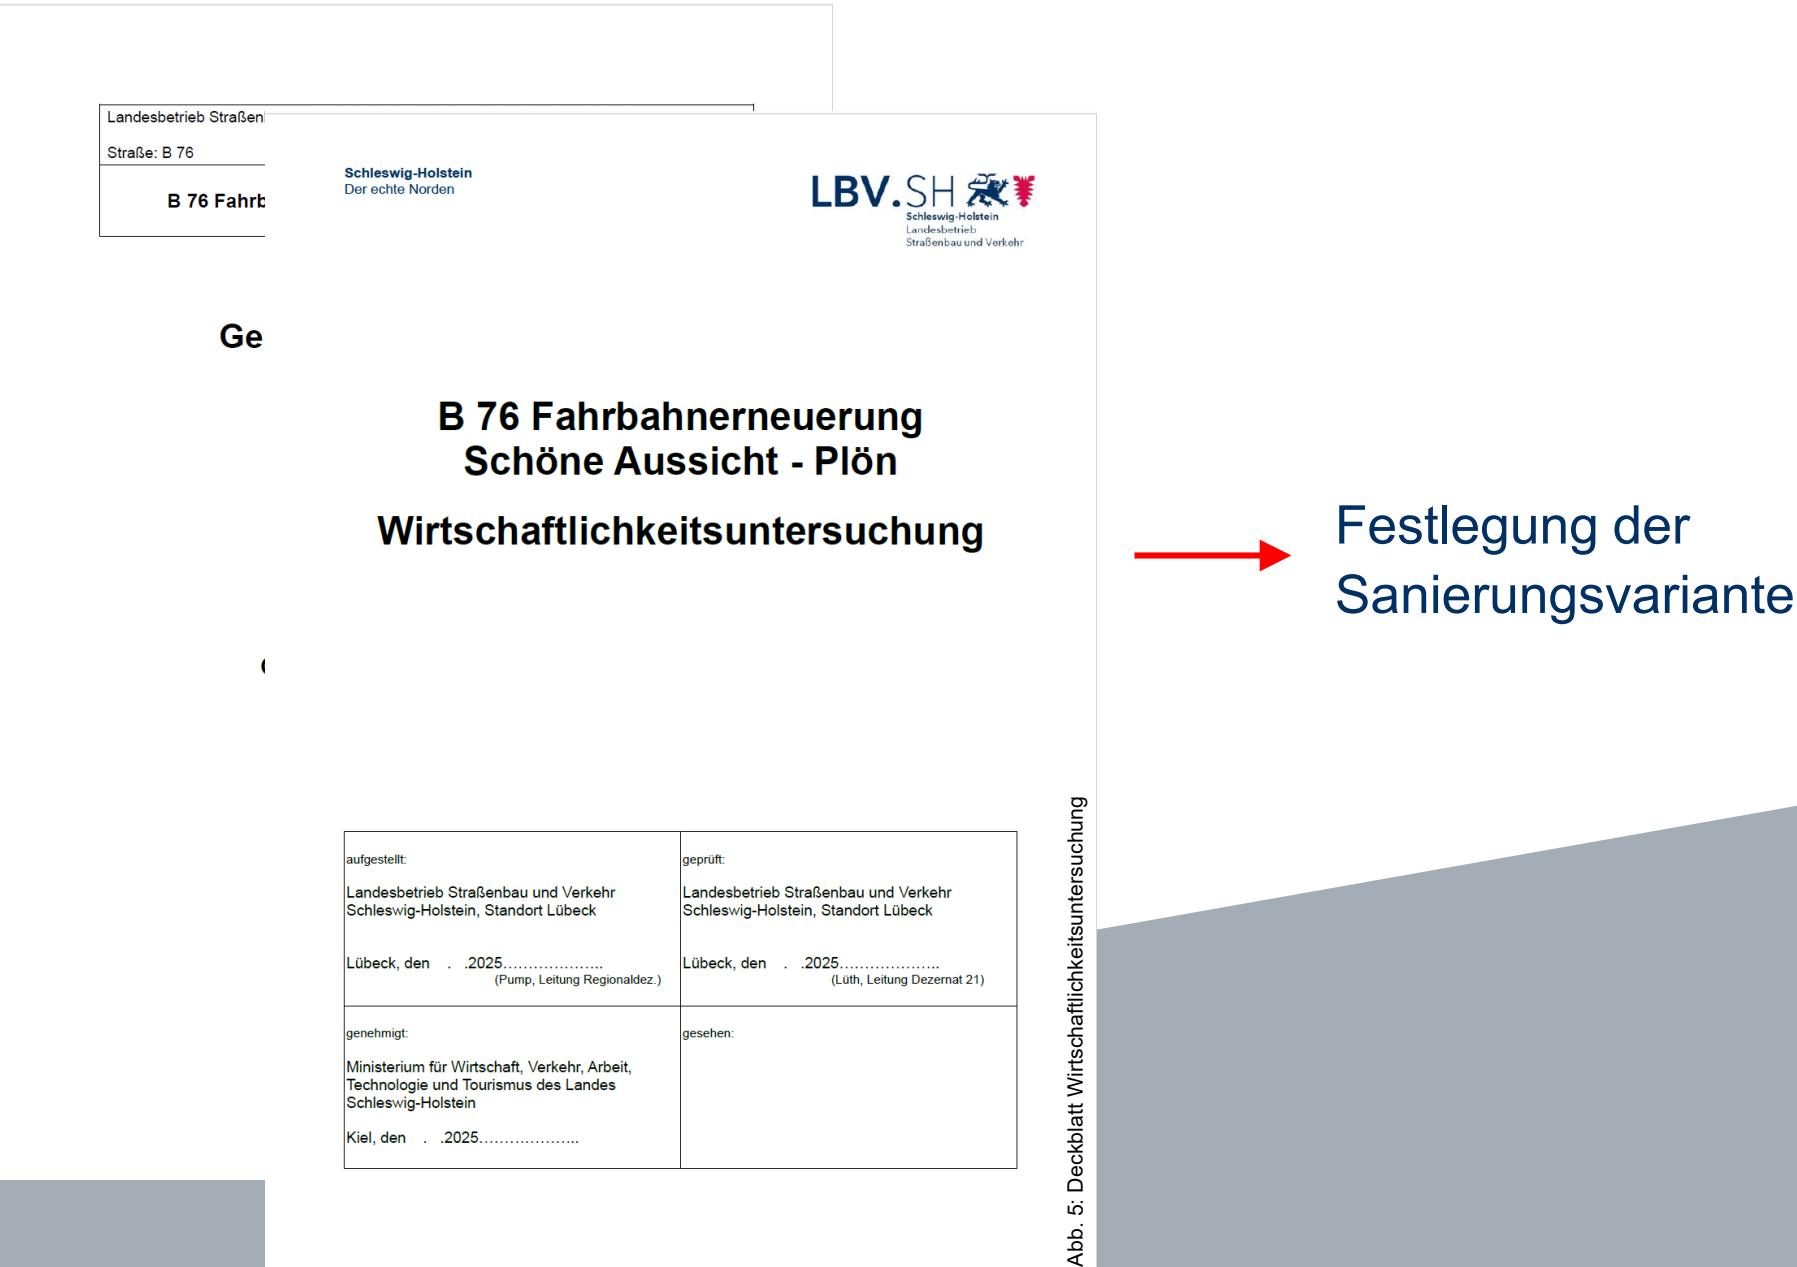 Landesbetrieb
Straße: B 76
B 76
Schleswig-Holstein
Der echte Norden
LBV.SH
Schleswig-Holstein
Landesbetrieb
Straßenbau und Verkehr
B 76 Fahrbahnerneuerung
Schöne Aussicht - Plön
Wirtschaftlichkeitsuntersuchung
aufgestellt:
Landesbetrieb Straßenbau und Verkehr
Schleswig-Holstein, Standort Lübeck
Lübeck, den . .2025....................
(Pump, Leitung Regionaldez.)
geprüft:
Landesbetrieb Straßenbau und Verkehr
Schleswig-Holstein, Standort Lübeck
Lübeck, den . .2025....................
(Lüth, Leitung Dezernat 21)
genehmigt:
Ministerium für Wirtschaft, Verkehr, Arbeit,
Technologie und Tourismus des Landes
Schleswig-Holstein
Kiel, den . .2025....................
gesehen:
Abb. 5: Deckblatt Wirtschaftlichkeitsuntersuchung
Festlegung der
Sanierungsvariante